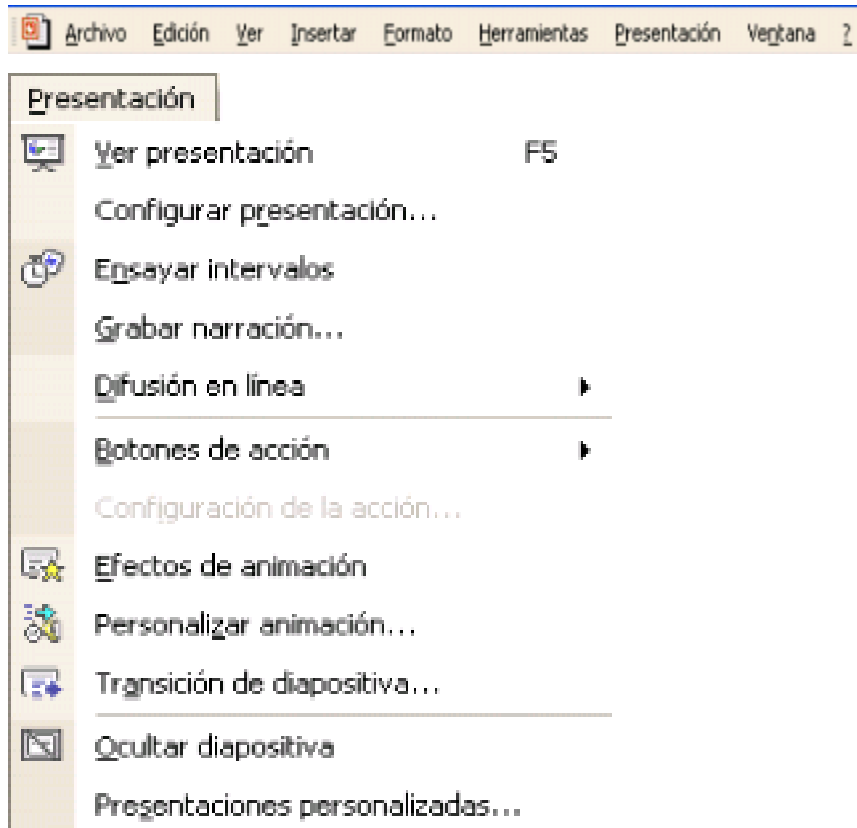 Archivo Edición Ver Insertar Formato Herramientas Presentación Ventana ?
Presentación
Ver presentación F5
Configurar presentación...
Ensayar intervalos
Grabar narración...
Difusión en línea
Botones de acción
Configuración de la acción...
Efectos de animación
Personalizar animación...
Transición de diapositiva...
Ocultar diapositiva
Presentaciones personalizadas...